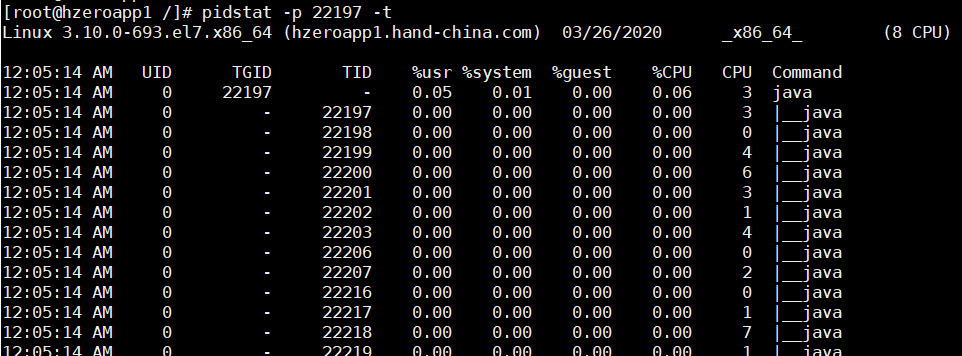 [root@hzeroapp1 /]# pidstat -p 22197 -t
Linux 3.10.0-693.el7.x86_64 (hzeroapp1.hand-china.com) 03/26/2020 _x86_64_ (8 CPU)
12:05:14 AM UID TGID TID %usr %system %guest %CPU CPU Command
12:05:14 AM 0 22197 - 0.05 0.01 0.00 0.06 3 java
12:05:14 AM 0 - 22197 0.00 0.00 0.00 0.00 3 |__java
12:05:14 AM 0 - 22198 0.00 0.00 0.00 0.00 0 |__java
12:05:14 AM 0 - 22199 0.00 0.00 0.00 0.00 4 |__java
12:05:14 AM 0 - 22200 0.00 0.00 0.00 0.00 6 |__java
12:05:14 AM 0 - 22201 0.00 0.00 0.00 0.00 3 |__java
12:05:14 AM 0 - 22202 0.00 0.00 0.00 0.00 1 |__java
12:05:14 AM 0 - 22203 0.00 0.00 0.00 0.00 4 |__java
12:05:14 AM 0 - 22206 0.00 0.00 0.00 0.00 0 |__java
12:05:14 AM 0 - 22207 0.00 0.00 0.00 0.00 2 |__java
12:05:14 AM 0 - 22216 0.00 0.00 0.00 0.00 0 |__java
12:05:14 AM 0 - 22217 0.00 0.00 0.00 0.00 1 |__java
12:05:14 AM 0 - 22218 0.00 0.00 0.00 0.00 7 |__java
12:05:14 AM 0 - 22219 0.00 0.00 0.00 0.00 1 |__java